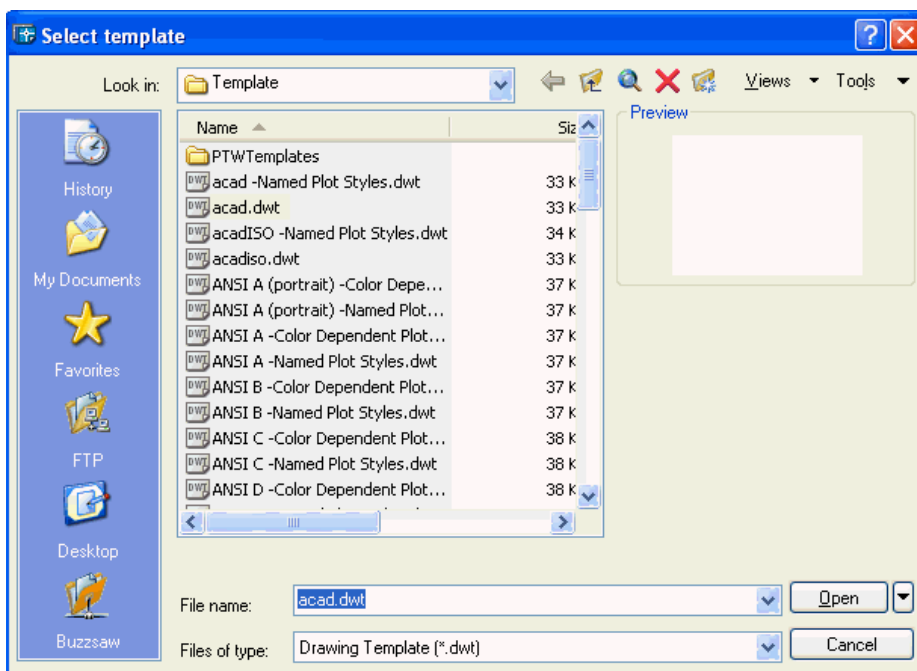 Select template
Look in: Template Views Tools
Name Siz Preview
PTWTemplates
acad -Named Plot Styles.dwt 33 K
acad.dwt 33 K
acadISO -Named Plot Styles.dwt 34 K
acadiso.dwt 33 K
ANSI A (portrait) -Color Depe... 37 K
ANSI A (portrait) -Named Plot... 37 K
ANSI A -Color Dependent Plot... 37 K
ANSI A -Named Plot Styles.dwt 37 K
ANSI B -Color Dependent Plot... 37 K
ANSI B -Named Plot Styles.dwt 37 K
ANSI C -Color Dependent Plot... 38 K
ANSI C -Named Plot Styles.dwt 38 K
ANSI D -Color Dependent Plot... 38 K
History
My Documents
Favorites
FTP
Desktop
Buzzsaw
File name: acad.dwt Open
Files of type: Drawing Template (*.dwt) Cancel